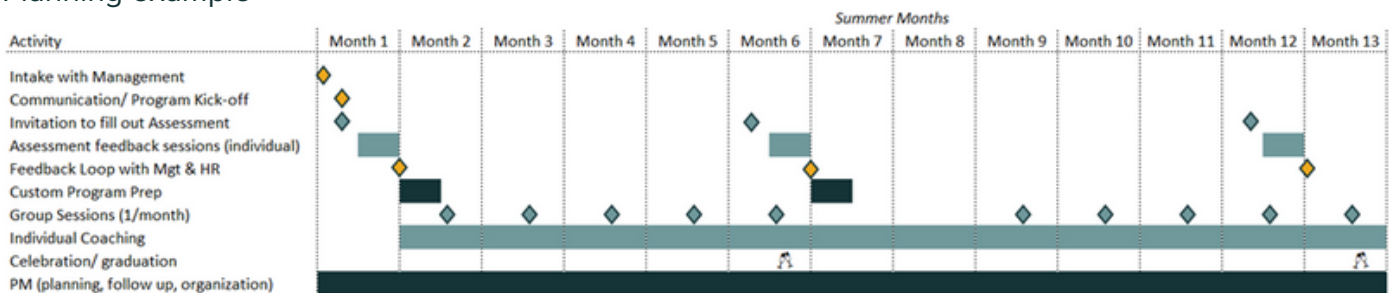 Planning example
Summer Months
Activity Month 1 Month 2 Month 3 Month 4 Month 5 Month 6 Month 7 Month 8 Month 9 Month 10 Month 11 Month 12 Month 13
Intake with Management
Communication/ Program Kick-off
Invitation to fill out Assessment
Assessment feedback sessions (individual)
Feedback Loop with Mgt & HR
Custom Program Prep
Group Sessions (1/month)
Individual Coaching
Celebration/ graduation
PM (planning, follow up, organization)